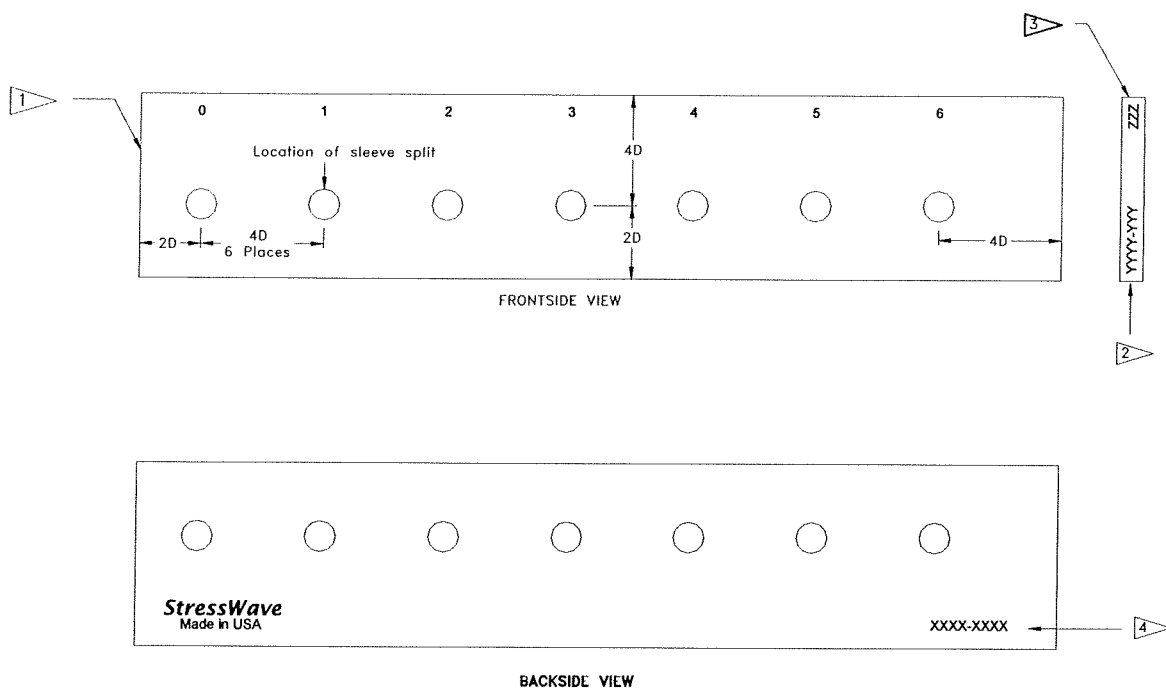 3
1
0 1 2 3 4 5 6
ZZZ
4D
Location of sleeve split
2D
4D
6 Places
2D
4D
YYYY-YYY
FRONTSIDE VIEW
2
StressWave
Made in USA
XXXX-XXXX
4
BACKSIDE VIEW